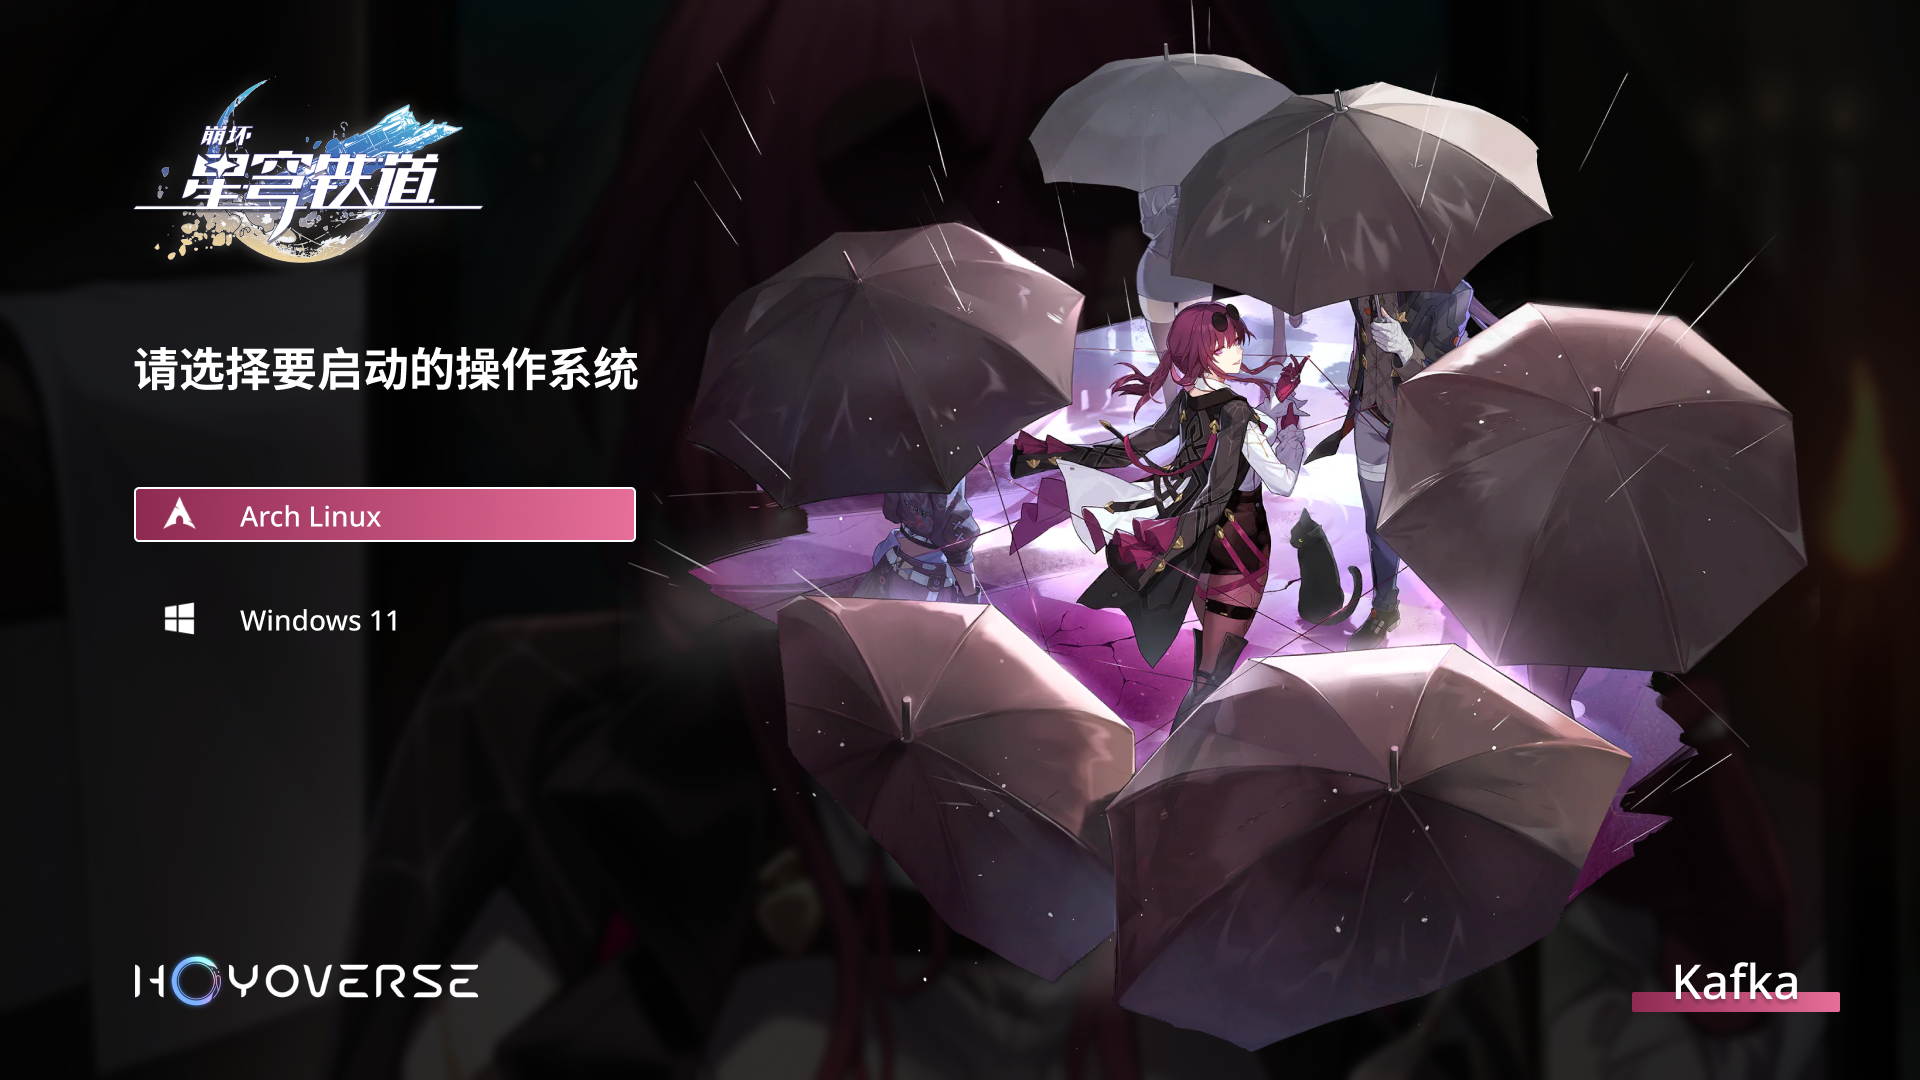 崩坏
星穹铁道
请选择要启动的操作系统
Arch Linux
Windows 11
HOYOVERSE
Kafka